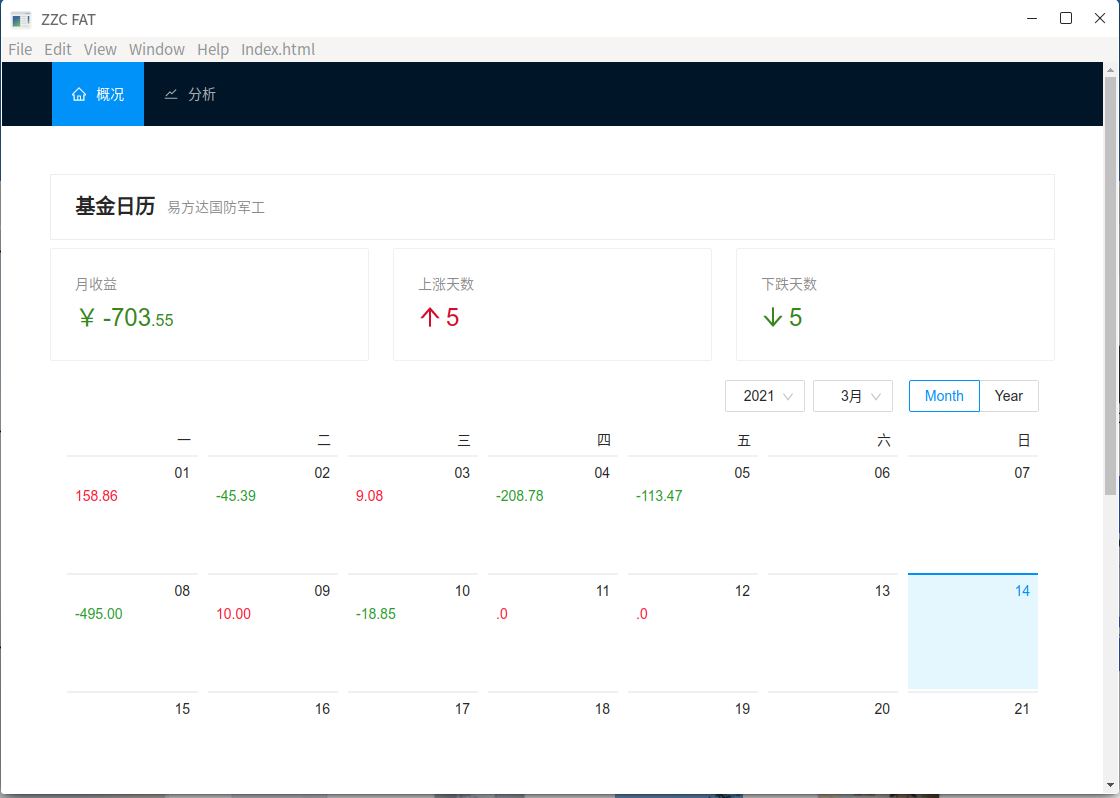 ZZC FAT
File Edit View Window Help Index.html
概况 分析
基金日历 易方达国防军工
月收益 上涨天数 下跌天数
¥ -703.55 5 5
2021 3月 Month Year
一 二 三 四 五 六 日
01 02 03 04 05 06 07
158.86 -45.39 9.08 -208.78 -113.47
08 09 10 11 12 13 14
-495.00 10.00 -18.85 .0 .0
15 16 17 18 19 20 21